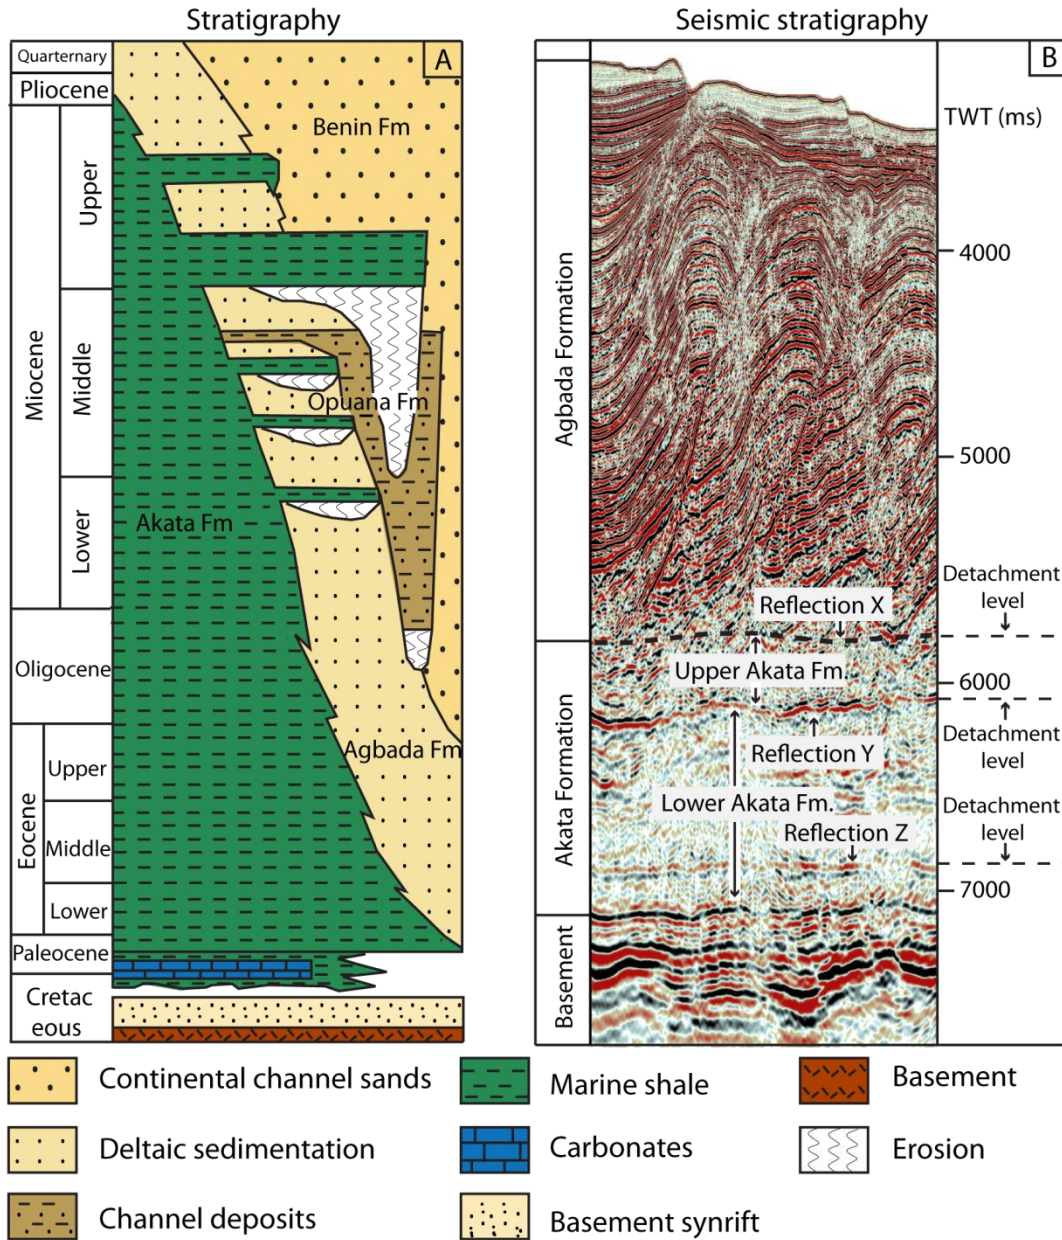 Stratigraphy
Seismic stratigraphy
Quarternary
Pliocene
Miocene
Upper
Middle
Lower
Oligocene
Eocene
Upper
Middle
Lower
Paleocene
Cretac
eous
A
Benin Fm
Opuana Fm
Akata Fm
Agbada Fm
B
TWT (ms)
Agbada Formation
Akata Formation
Basement
4000
5000
Detachment
level
Reflection X
Upper Akata Fm.
6000
Detachment
level
Reflection Y
Lower Akata Fm.
Detachment
level
Reflection Z
7000
Continental channel sands
Marine shale
Basement
Deltaic sedimentation
Carbonates
Erosion
Channel deposits
Basement synrift